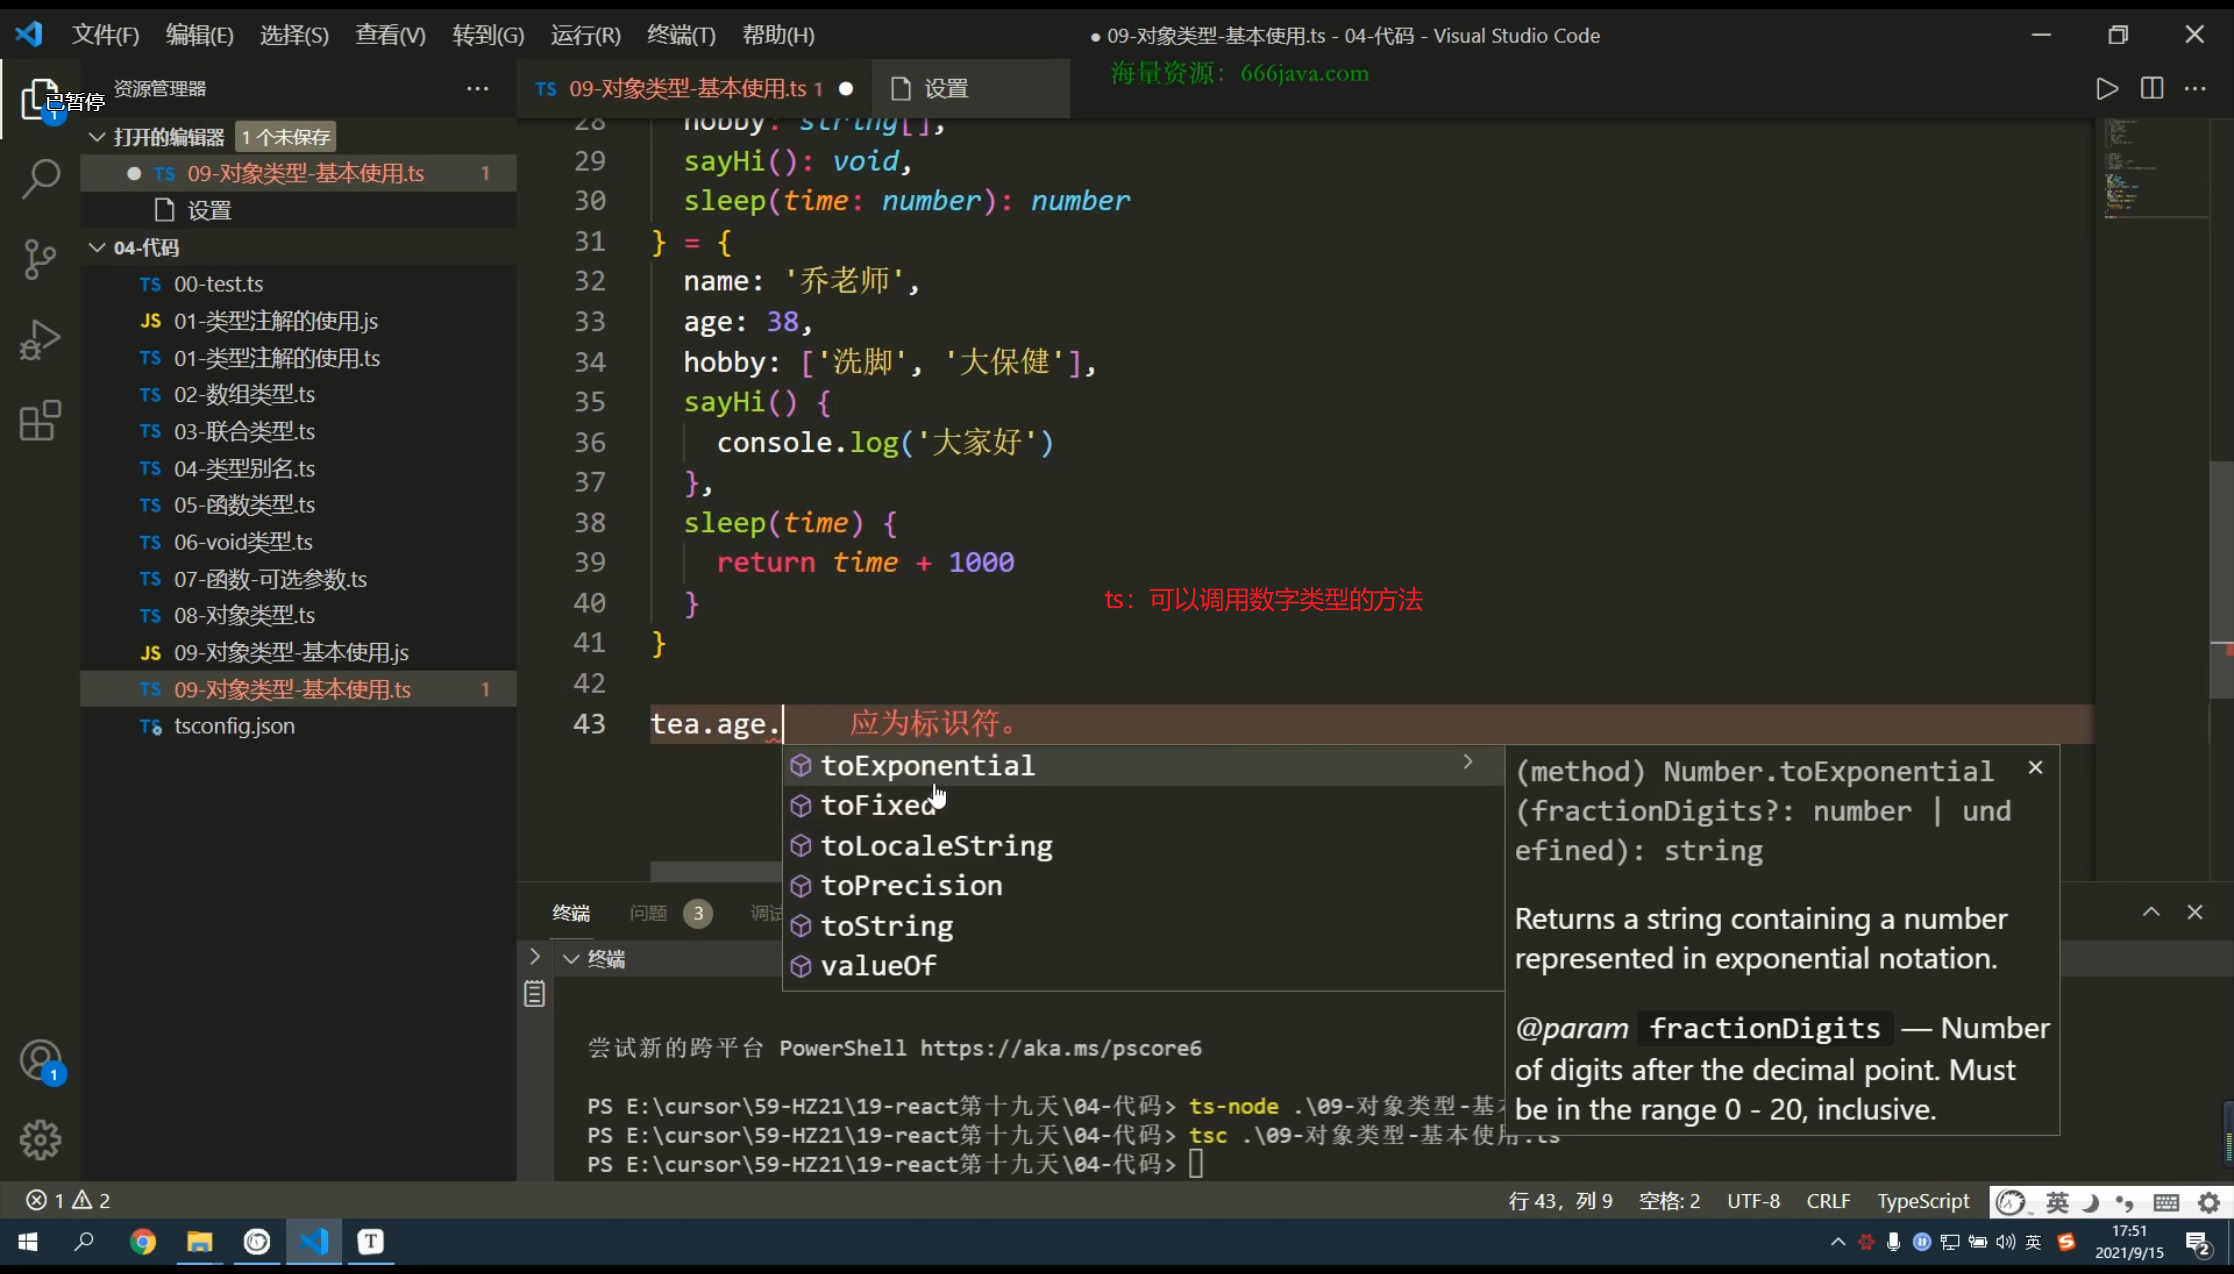 文件(F) 编辑(E) 选择(S) 查看(V) 转到(G) 运行(R) 终端(T) 帮助(H)
● 09-对象类型-基本使用.ts - 04-代码 - Visual Studio Code
海量资源：666java.com
已暂停
1
资源管理器 ···
TS 09-对象类型-基本使用.ts 1 ●
设置
打开的编辑器 1 个未保存
● TS 09-对象类型-基本使用.ts 1
设置
04-代码
TS 00-test.ts
JS 01-类型注解的使用.js
TS 01-类型注解的使用.ts
TS 02-数组类型.ts
TS 03-联合类型.ts
TS 04-类型别名.ts
TS 05-函数类型.ts
TS 06-void类型.ts
TS 07-函数-可选参数.ts
TS 08-对象类型.ts
JS 09-对象类型-基本使用.js
TS 09-对象类型-基本使用.ts 1
TS tsconfig.json
1
28 hobby: string[],
29 sayHi(): void,
30 sleep(time: number): number
31 } = {
32 name: '乔老师',
33 age: 38,
34 hobby: ['洗脚', '大保健'],
35 sayHi() {
36 console.log('大家好')
37 },
38 sleep(time) {
39 return time + 1000
40 }
41 }
42
43 tea.age. 应为标识符。
ts：可以调用数字类型的方法
toExponential
toFixed
toLocaleString
toPrecision
toString
valueOf
(method) Number.toExponential
(fractionDigits?: number | und
efined): string
Returns a string containing a number
represented in exponential notation.
@param fractionDigits — Number
of digits after the decimal point. Must
be in the range 0 - 20, inclusive.
终端 问题 3 调试
终端
尝试新的跨平台 PowerShell https://aka.ms/pscore6
PS E:\cursor\59-HZ21\19-react第十九天\04-代码> ts-node .\09-对象类型-基
PS E:\cursor\59-HZ21\19-react第十九天\04-代码> tsc .\09-对象类型-基本使用.ts
PS E:\cursor\59-HZ21\19-react第十九天\04-代码>
1 2
行 43，列 9 空格: 2 UTF-8 CRLF TypeScript 英
T
英
17:51
2021/9/15
2